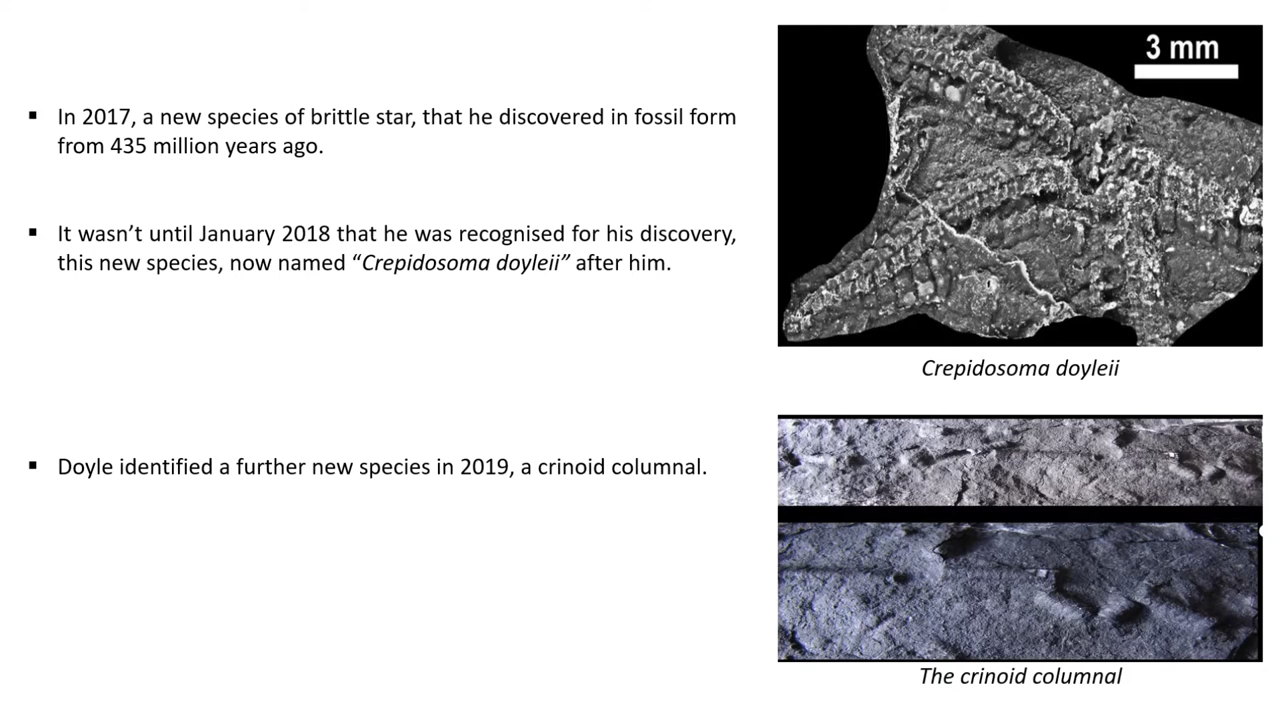 3 mm
▪ In 2017, a new species of brittle star, that he discovered in fossil form
from 435 million years ago.
▪ It wasn’t until January 2018 that he was recognised for his discovery,
this new species, now named “Crepidosoma doyleii” after him.
Crepidosoma doyleii
▪ Doyle identified a further new species in 2019, a crinoid columnal.
The crinoid columnal